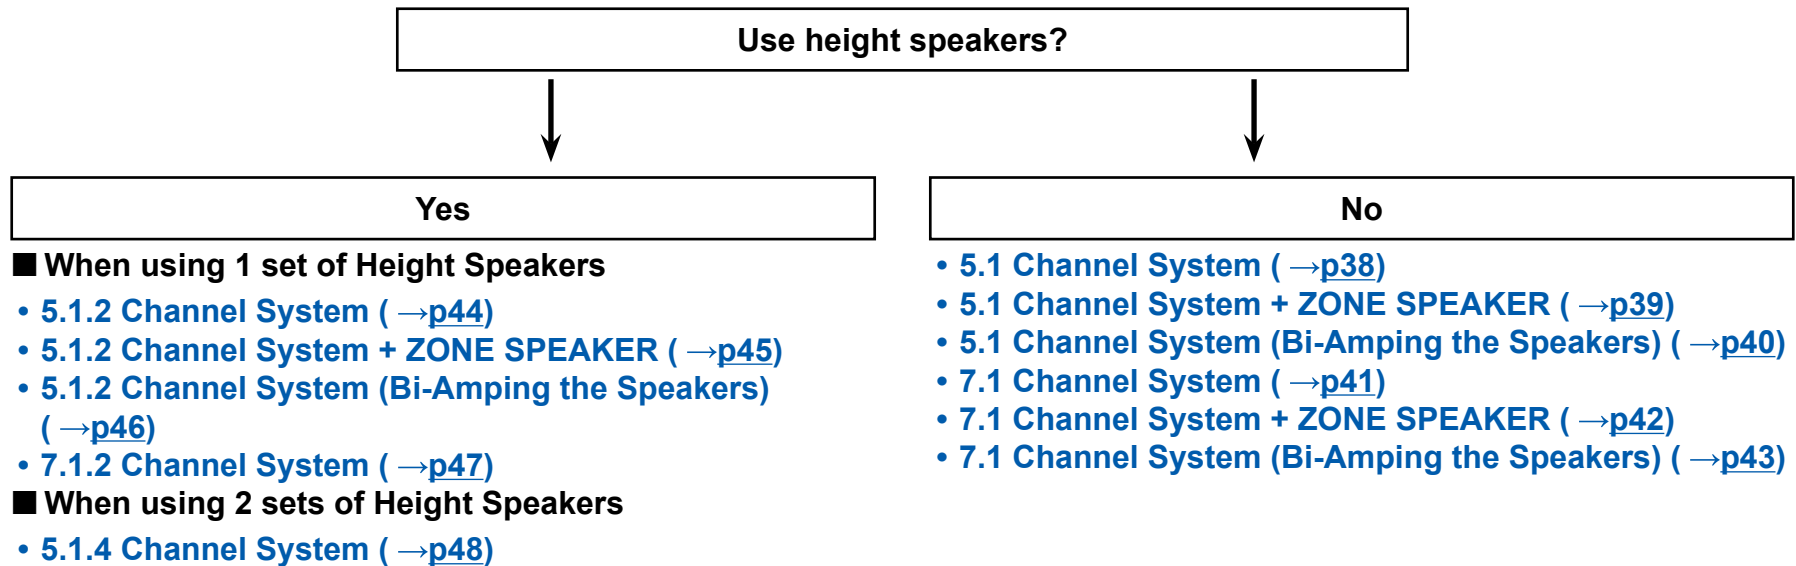 Use height speakers?
Yes
■ When using 1 set of Height Speakers
• 5.1.2 Channel System ( →p44)
• 5.1.2 Channel System + ZONE SPEAKER ( →p45)
• 5.1.2 Channel System (Bi-Amping the Speakers)
( →p46)
• 7.1.2 Channel System ( →p47)
■ When using 2 sets of Height Speakers
• 5.1.4 Channel System ( →p48)
No
• 5.1 Channel System ( →p38)
• 5.1 Channel System + ZONE SPEAKER ( →p39)
• 5.1 Channel System (Bi-Amping the Speakers) ( →p40)
• 7.1 Channel System ( →p41)
• 7.1 Channel System + ZONE SPEAKER ( →p42)
• 7.1 Channel System (Bi-Amping the Speakers) ( →p43)